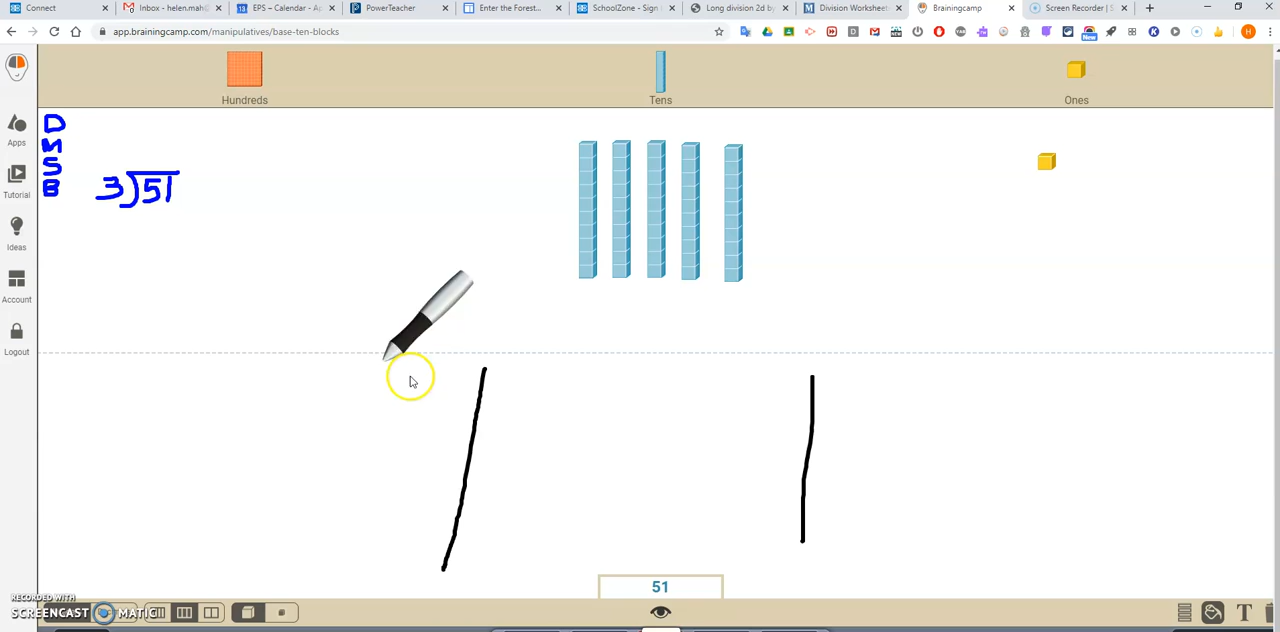 Connect
Inbox - helen.mah@
EPS – Calendar - Ap
PowerTeacher
Enter the Forest..
SchoolZone - Sign i
Long division 2d by
Division Worksheet
Brainingcamp
Screen Recorder | S
app.brainingcamp.com/manipulatives/base-ten-blocks
Hundreds
Tens
Ones
Apps
Tutorial
Ideas
Account
Logout
D
M
S
B
3)51
51
RECORDED WITH
SCREENCAST MATIC
T